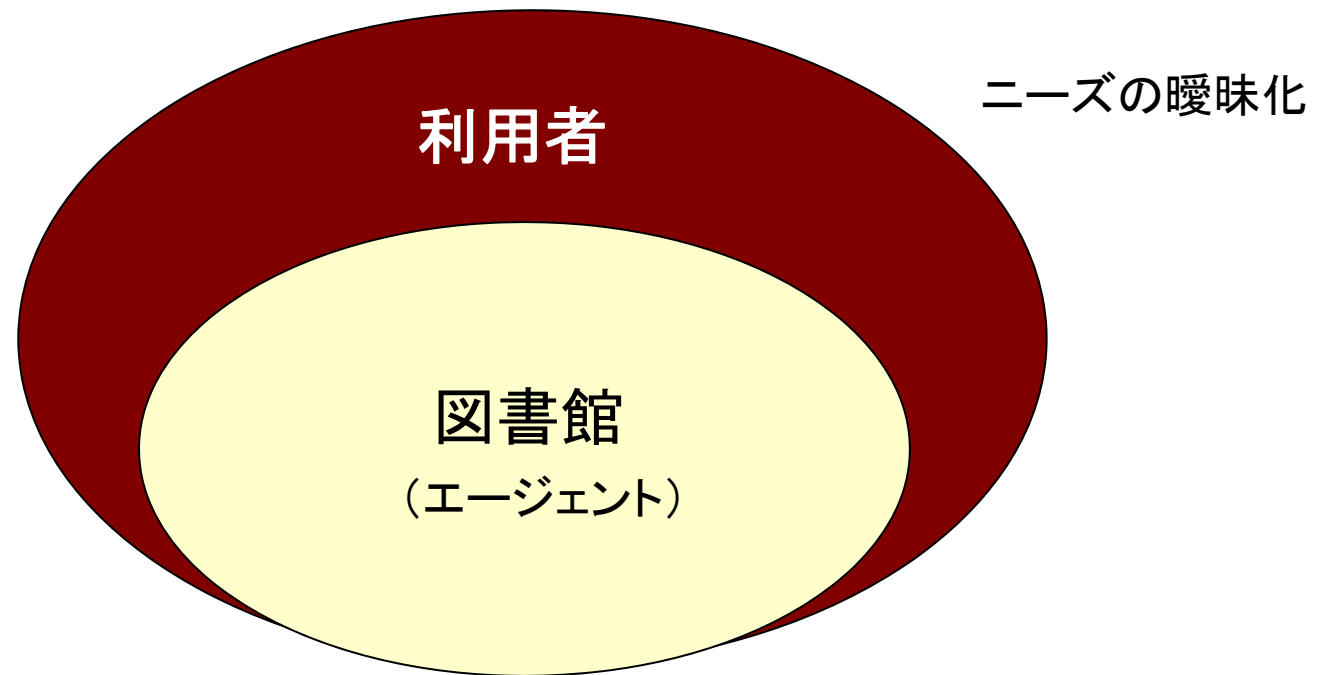 ニーズの曖昧化
利用者
図書館
（エージェント）